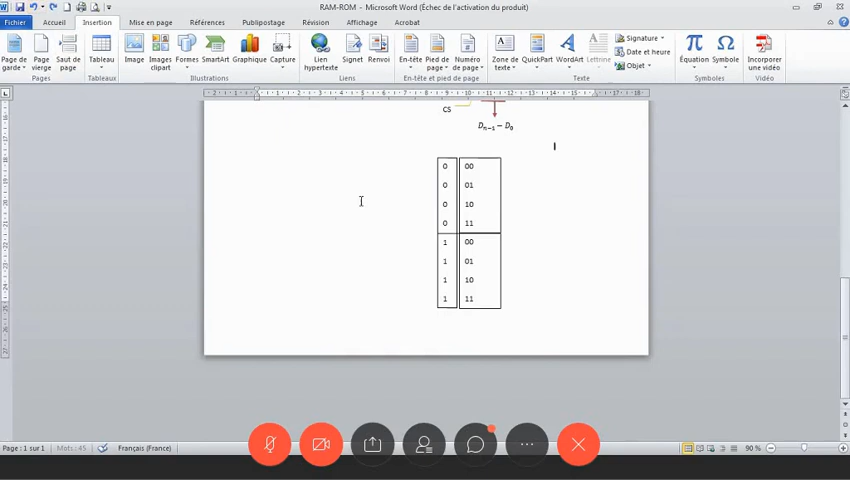 RAM-ROM - Microsoft Word (Échec de l'activation du produit)
Fichier Accueil Insertion Mise en page Références Publipostage Révision Affichage Acrobat
Page de garde Page vierge Saut de page Tableau Image Images clipart Formes SmartArt Graphique Capture Lien hypertexte Signet Renvoi En-tête Pied de page Numéro de page Zone de texte QuickPart WordArt Lettrine Signature Date et heure Objet Équation Symbole Incorporer une vidéo
Pages Tableaux Illustrations Liens En-tête et pied de page Texte Symboles Vidéo
CS
Dn-1 – D0
0 00
0 01
0 10
0 11
1 00
1 01
1 10
1 11
Page : 1 sur 1 Mots : 45 Français (France) 90 %